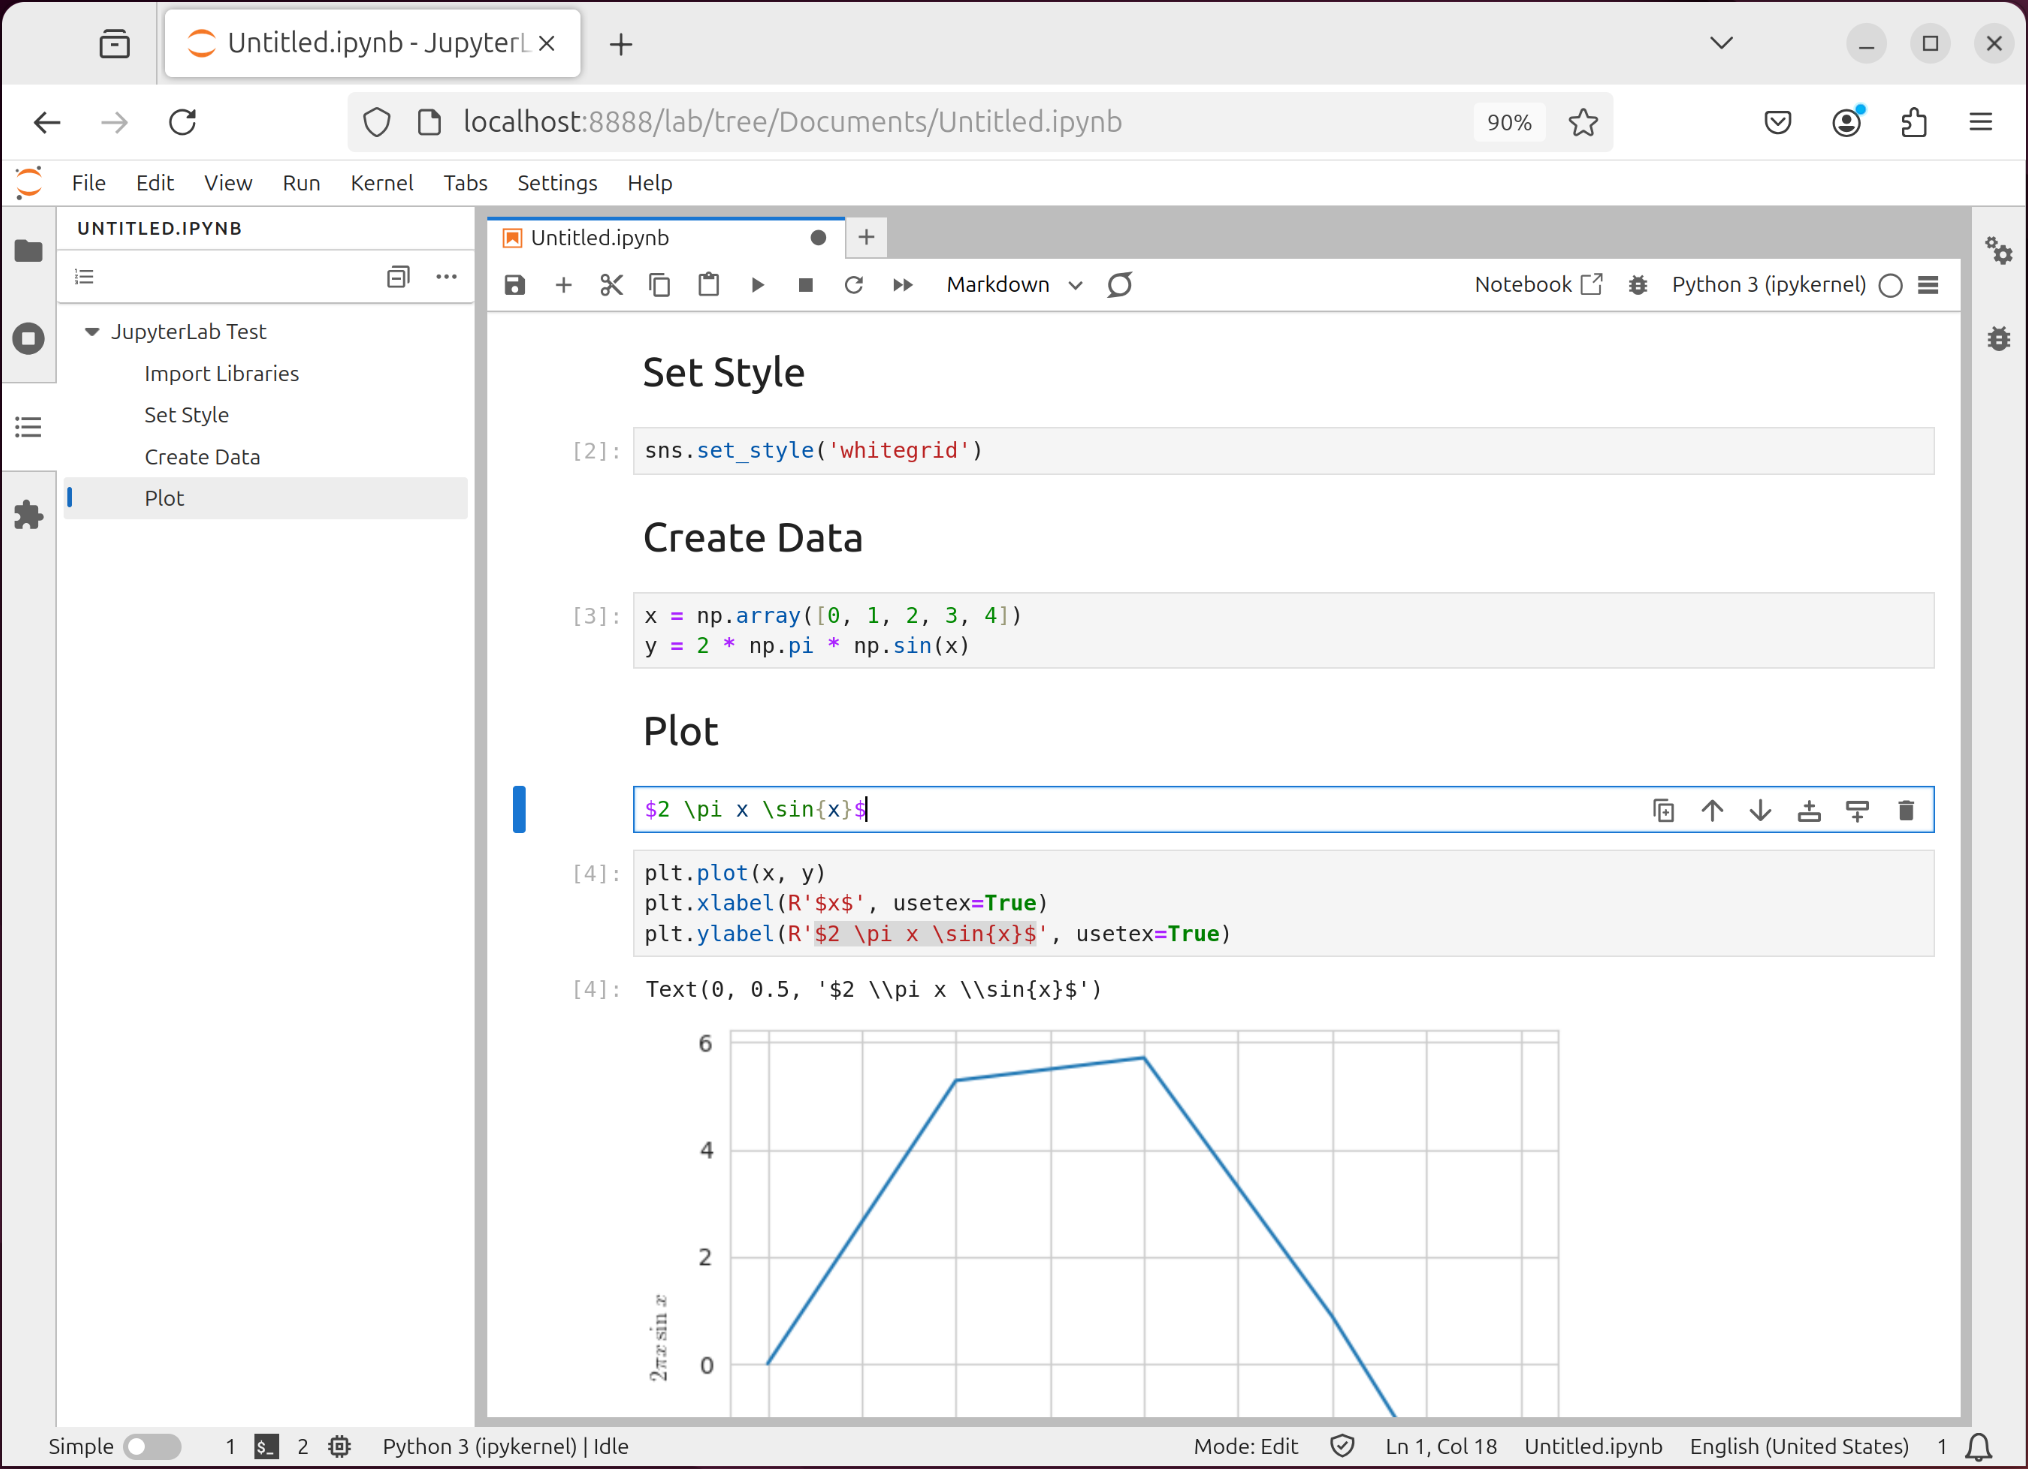 Untitled.ipynb - JupyterL
localhost:8888/lab/tree/Documents/Untitled.ipynb
90%
File Edit View Run Kernel Tabs Settings Help
UNTITLED.IPYNB
JupyterLab Test
Import Libraries
Set Style
Create Data
Plot
Untitled.ipynb
Markdown
Notebook
Python 3 (ipykernel)
Set Style
[2]: sns.set_style('whitegrid')
Create Data
[3]: x = np.array([0, 1, 2, 3, 4])
y = 2 * np.pi * np.sin(x)
Plot
$2 \pi x \sin{x}$
[4]: plt.plot(x, y)
plt.xlabel(R'$x$', usetex=True)
plt.ylabel(R'$2 \pi x \sin{x}$', usetex=True)
[4]: Text(0, 0.5, '$2 \\pi x \\sin{x}$')
6
4
2
0
2πx sin x
Simple 1 $_ 2 Python 3 (ipykernel) | Idle
Mode: Edit Ln 1, Col 18 Untitled.ipynb English (United States) 1